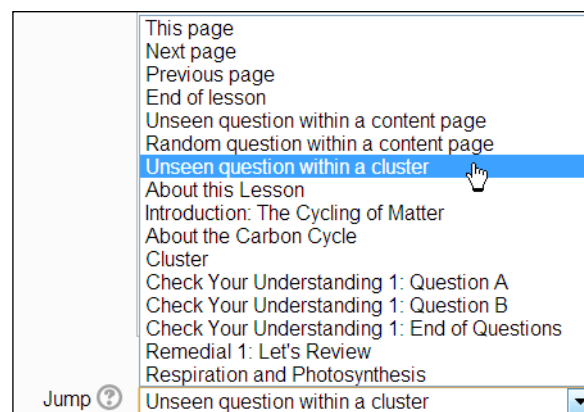 This page
Next page
Previous page
End of lesson
Unseen question within a content page
Random question within a content page
Unseen question within a cluster
About this Lesson
Introduction: The Cycling of Matter
About the Carbon Cycle
Cluster
Check Your Understanding 1: Question A
Check Your Understanding 1: Question B
Check Your Understanding 1: End of Questions
Remedial 1: Let's Review
Respiration and Photosynthesis
Jump ? Unseen question within a cluster